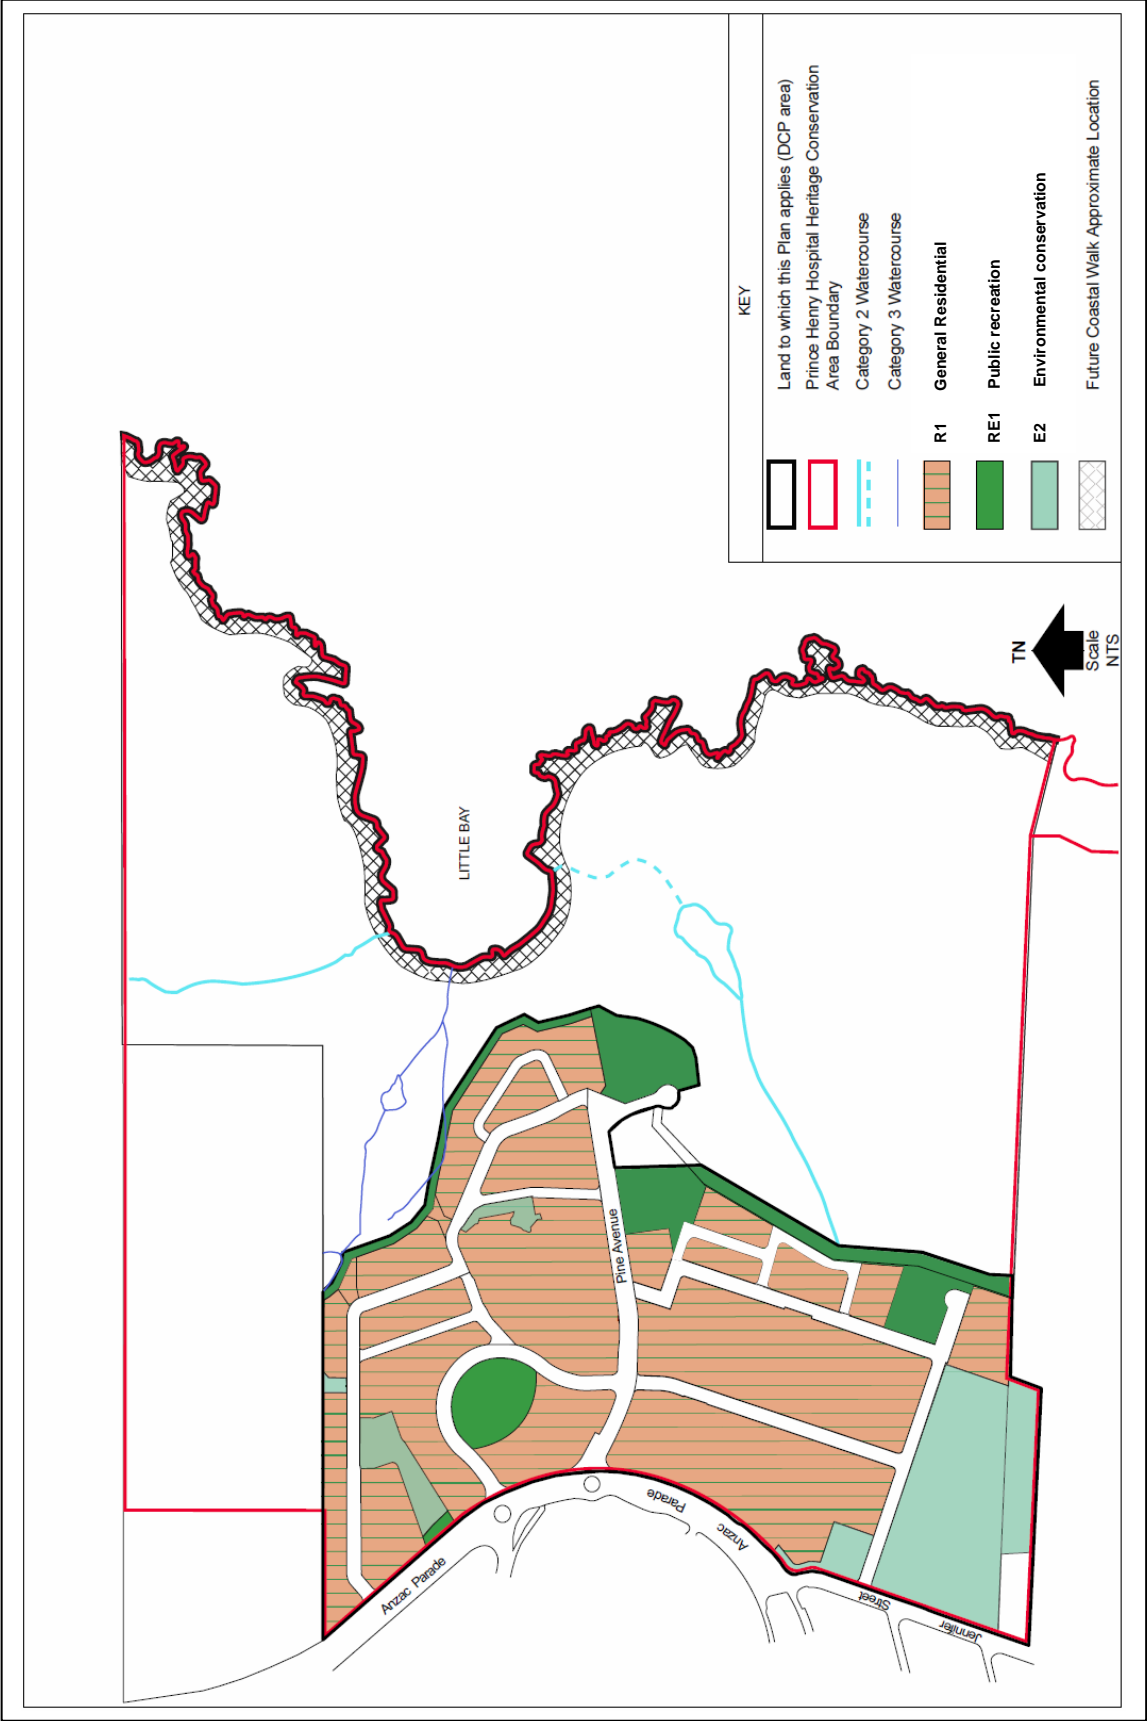 KEY
Land to which this Plan applies (DCP area)
Prince Henry Hospital Heritage Conservation
Area Boundary
Category 2 Watercourse
Category 3 Watercourse
R1 General Residential
RE1 Public recreation
E2 Environmental conservation
Future Coastal Walk Approximate Location
TN
Scale
NTS
LITTLE BAY
Pine Avenue
Anzac Parade
Anzac
Parade
Jennifer
Street